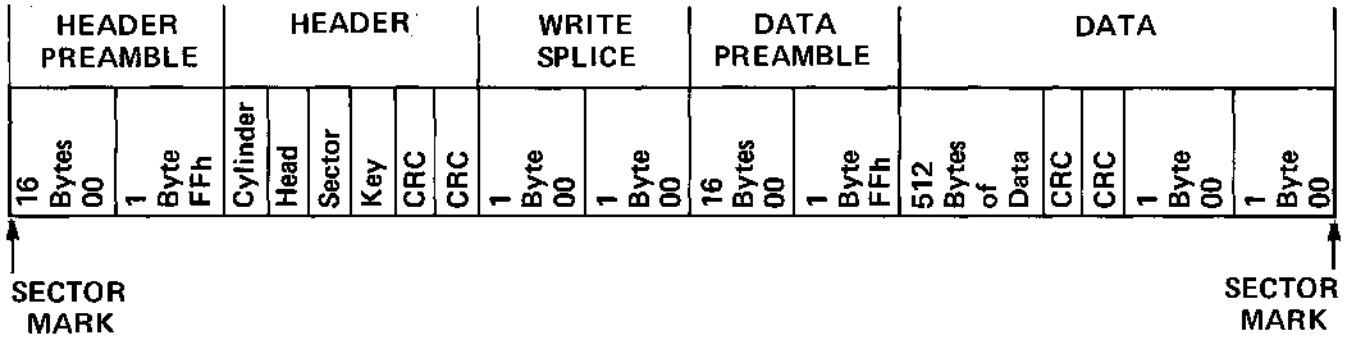 HEADER
PREAMBLE
HEADER
WRITE
SPLICE
DATA
PREAMBLE
DATA
16
Bytes
00
1
Byte
FFh
Cylinder
Head
Sector
Key
CRC
CRC
1
Byte
00
1
Byte
00
16
Bytes
00
1
Byte
FFh
512
Bytes
of
Data
CRC
CRC
1
Byte
00
1
Byte
00
SECTOR
MARK
SECTOR
MARK